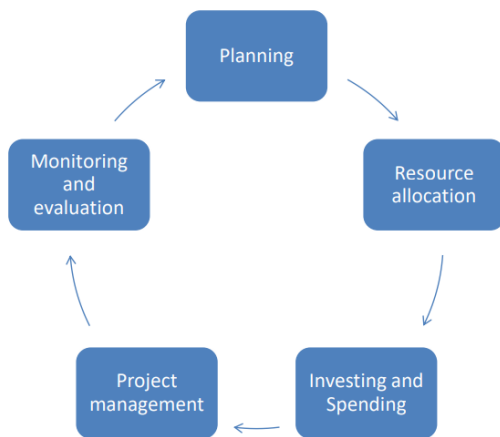 Planning
Resource
allocation
Investing and
Spending
Project
management
Monitoring
and
evaluation